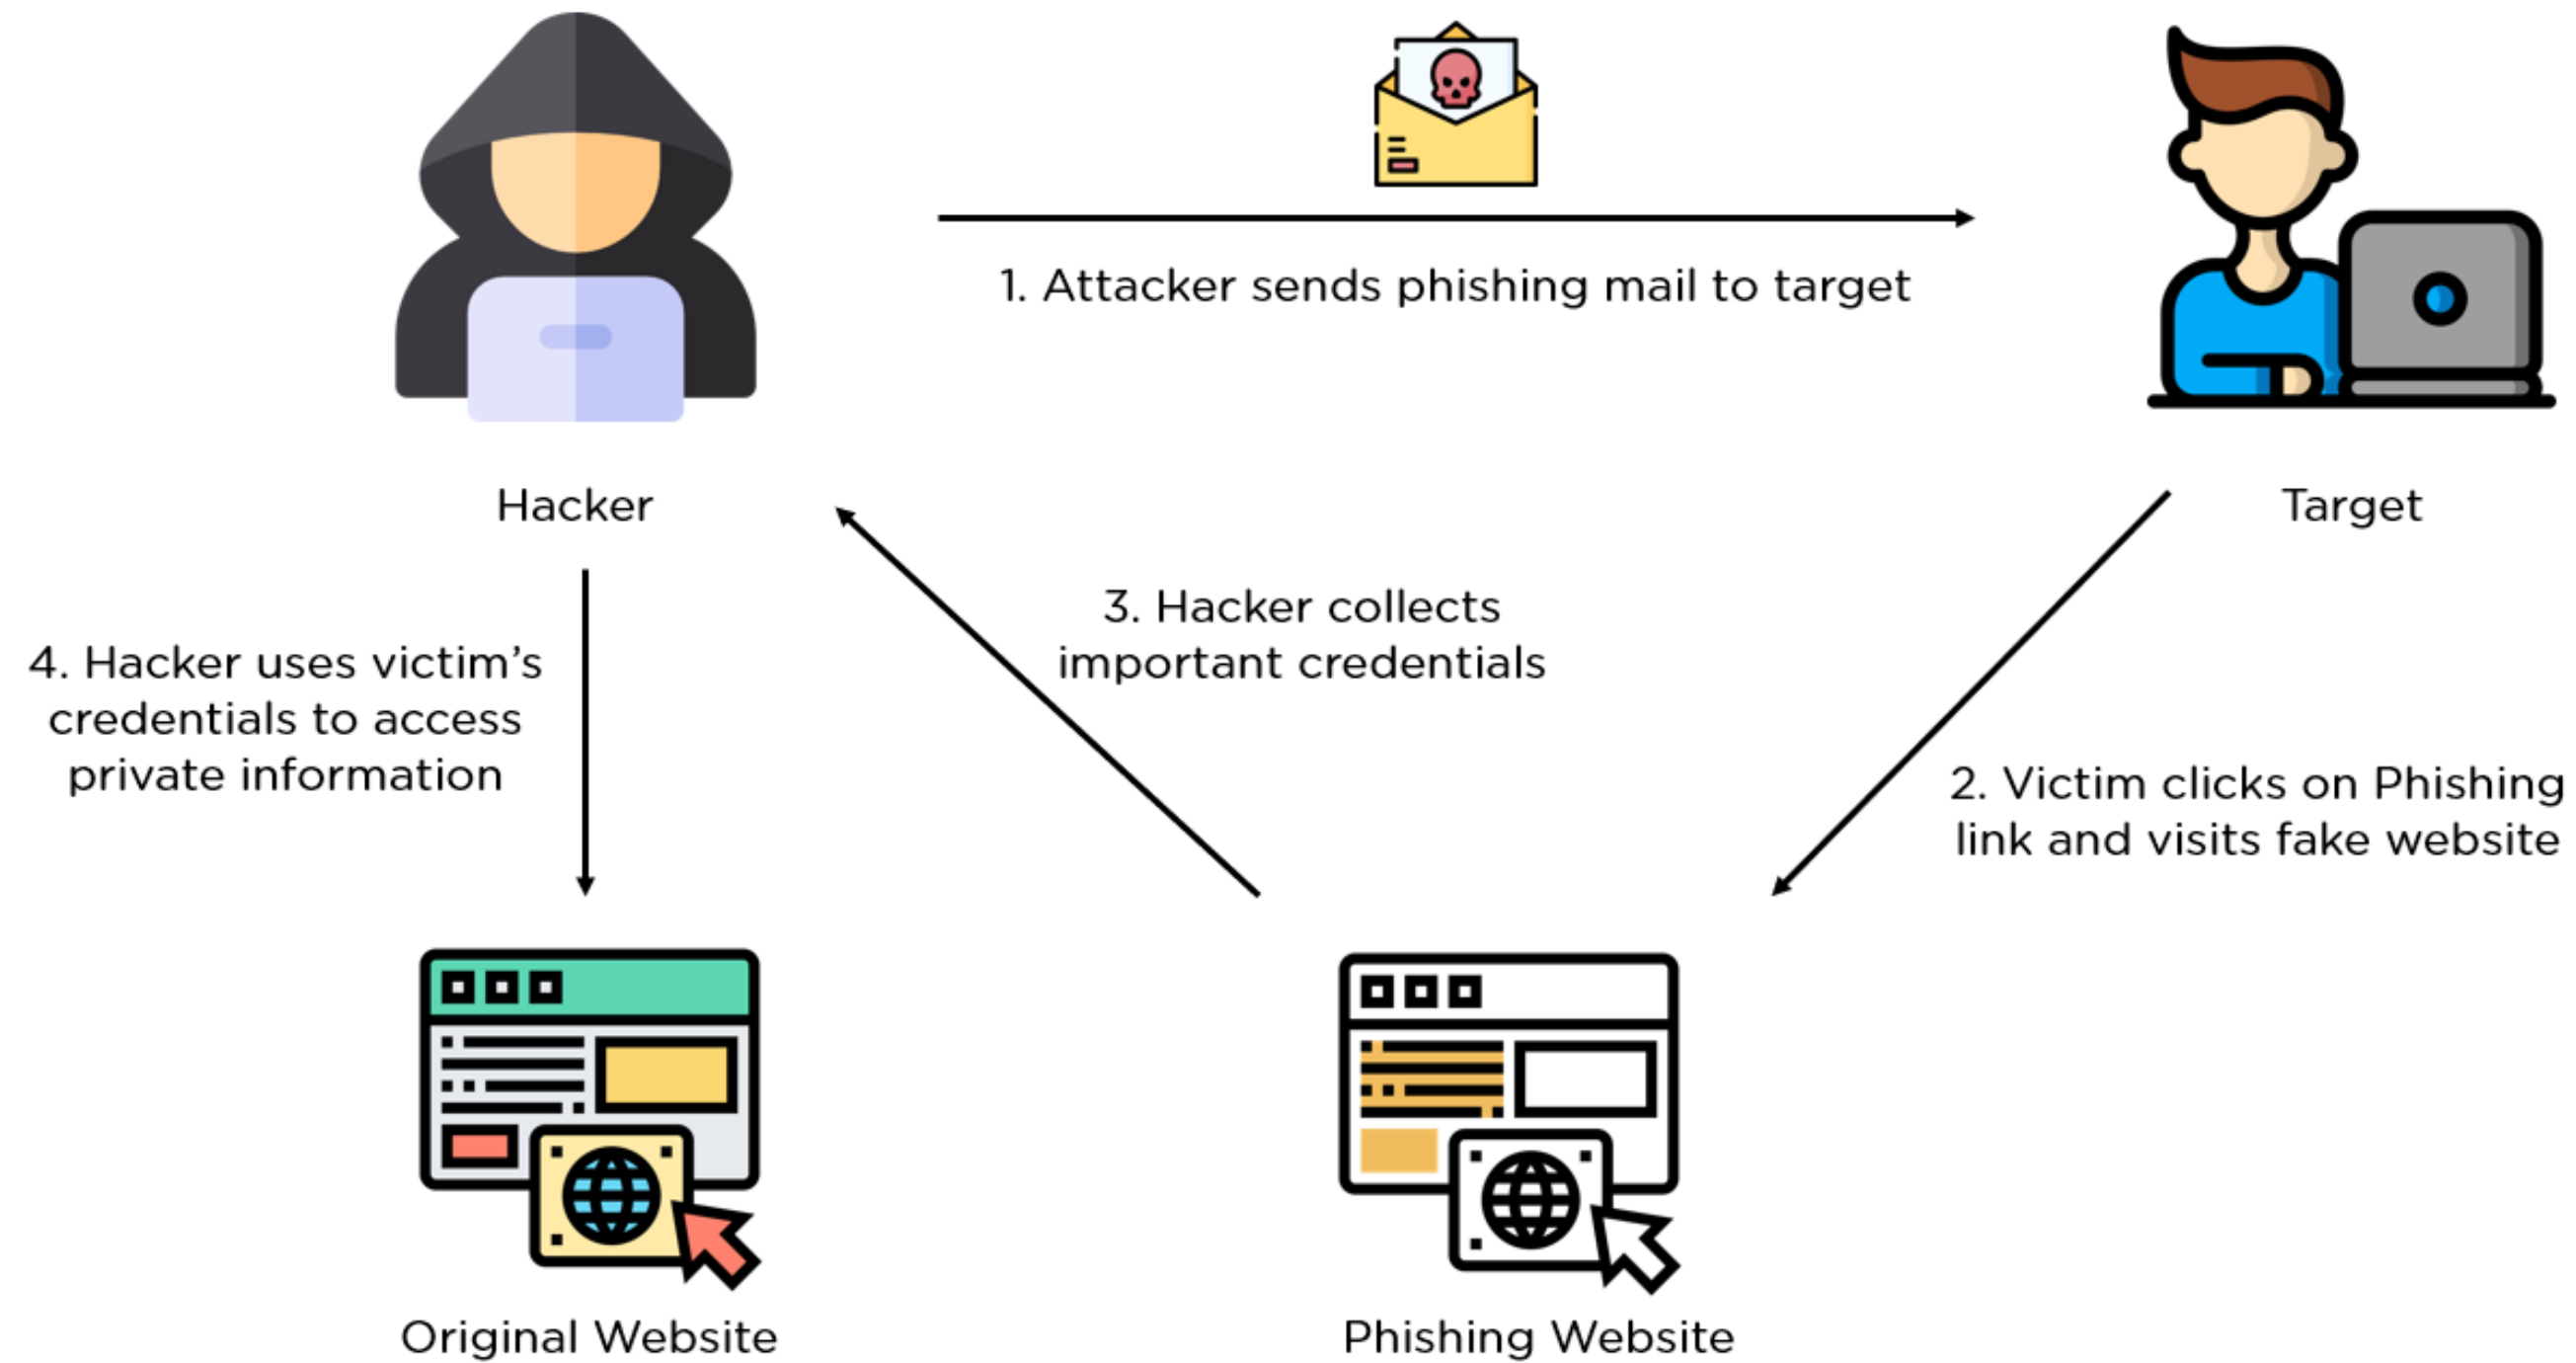 1. Attacker sends phishing mail to target
Hacker
Target
3. Hacker collects
important credentials
4. Hacker uses victim’s
credentials to access
private information
2. Victim clicks on Phishing
link and visits fake website
Original Website
Phishing Website